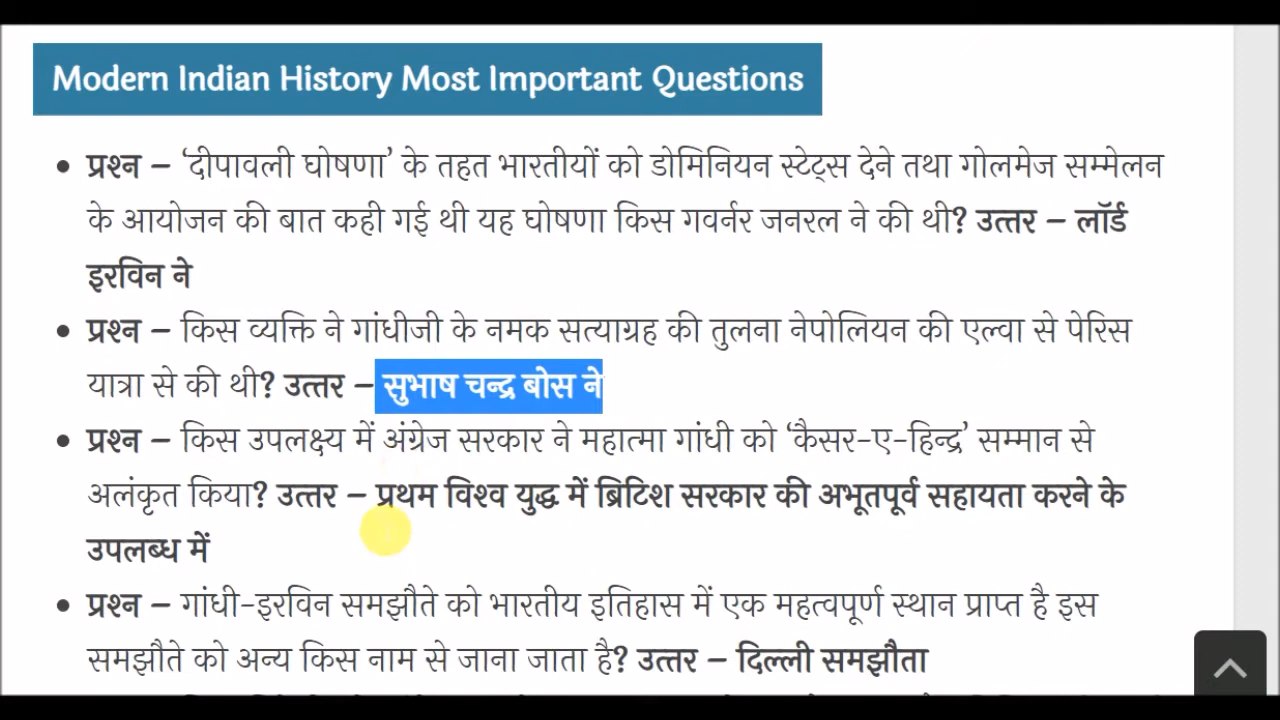 Modern Indian History Most Important Questions
• प्रश्न – ‘दीपावली घोषणा’ के तहत भारतीयों को डोमिनियन स्टेट्स देने तथा गोलमेज सम्मेलन
के आयोजन की बात कही गई थी यह घोषणा किस गवर्नर जनरल ने की थी? उत्तर – लॉर्ड
इरविन ने
• प्रश्न – किस व्यक्ति ने गांधीजी के नमक सत्याग्रह की तुलना नेपोलियन की एल्वा से पेरिस
यात्रा से की थी? उत्तर – सुभाष चन्द्र बोस ने
• प्रश्न – किस उपलक्ष्य में अंग्रेज सरकार ने महात्मा गांधी को ‘कैसर-ए-हिन्द’ सम्मान से
अलंकृत किया? उत्तर – प्रथम विश्व युद्ध में ब्रिटिश सरकार की अभूतपूर्व सहायता करने के
उपलब्ध में
• प्रश्न – गांधी-इरविन समझौते को भारतीय इतिहास में एक महत्वपूर्ण स्थान प्राप्त है इस
समझौते को अन्य किस नाम से जाना जाता है? उत्तर – दिल्ली समझौता